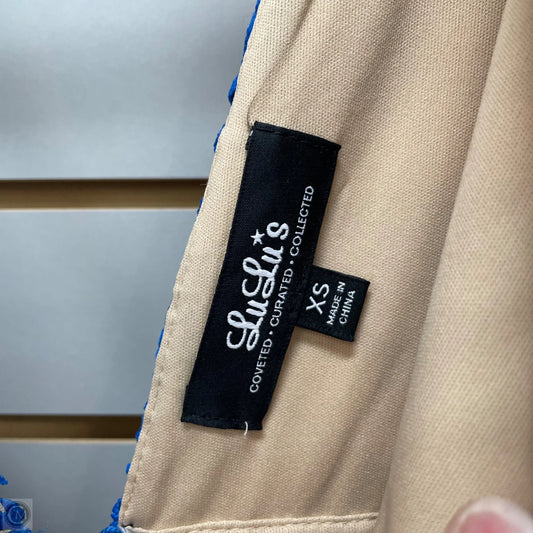 LuLu's
COVETED • CURATED • COLLECTED
XS
MADE IN
CHINA